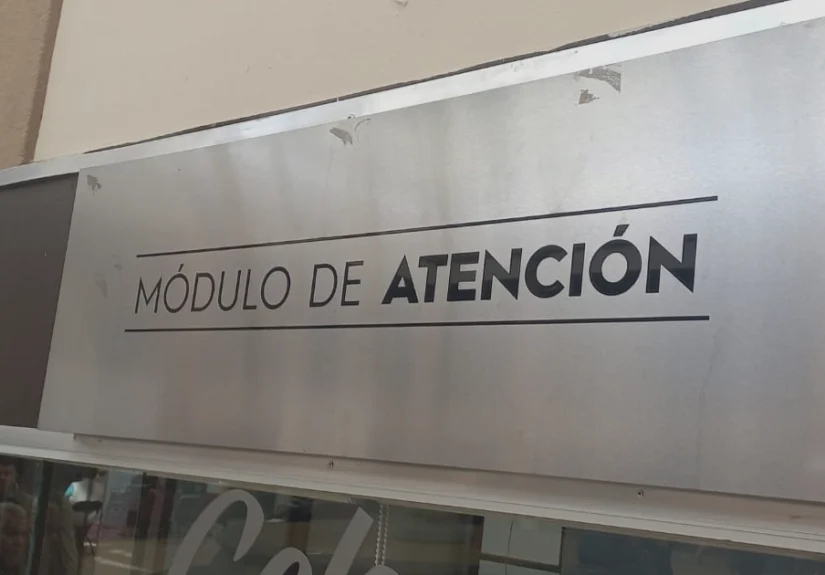 MÓDULO DE ATENCIÓN